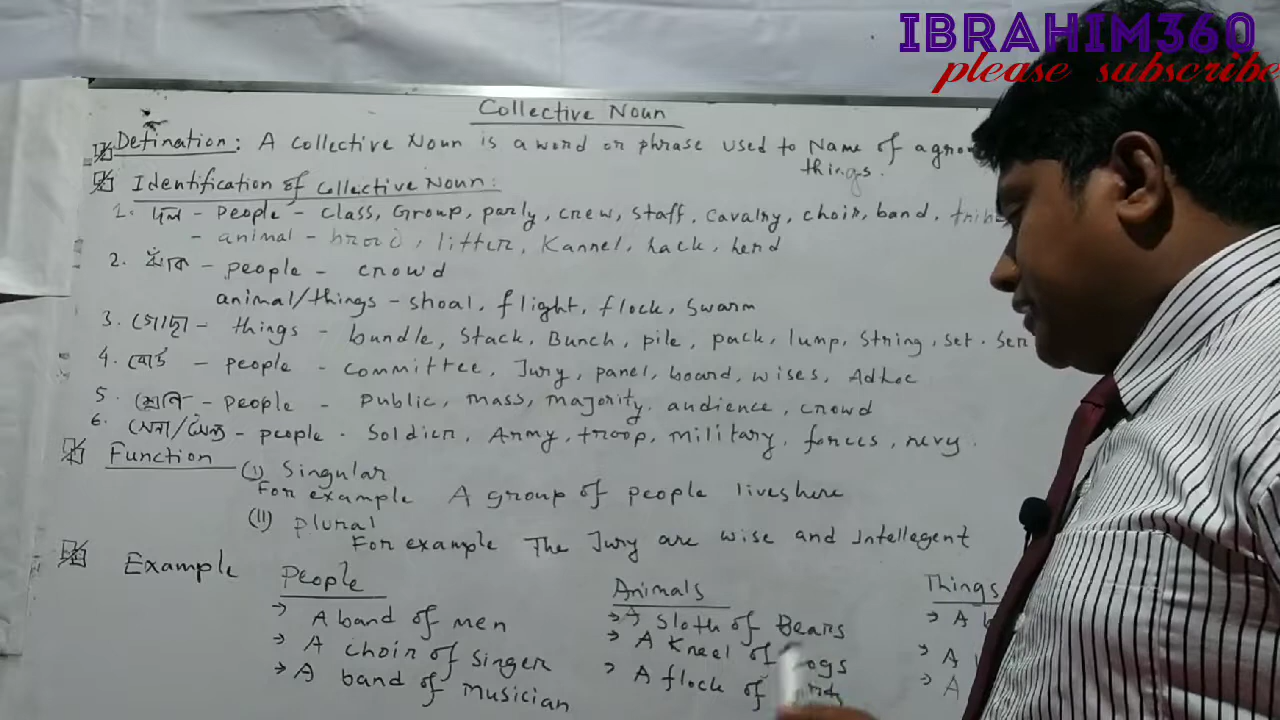 IBRAHIM360
please subscribe
Collective Noun
Defination: A collective Noun is a word or phrase used to Name of a grou
things.
Identification of collective Noun:
1. দল - people - class, Group, party, crew, staff, cavalry, choir, band,
- animal - brood, litter, Kannel, hack, herd
2. ঝাঁক - people - crowd
animal/things - shoal, flight, flock, swarm
3. গোছা - things - bundle, stack, Bunch, pile, pack, lump, string, set. Ser
4. বোর্ড - people - committee, Jury, panel, board, wises, Adhoc
5. শ্রেণি - people - public, mass, majority. audience, crowd
6. সেনা/সৈন্য - people - soldier, Army, troop, military, forces, nevy.
Function (i) Singular
For example A group of people lives here
(ii) plural
For example The Jury are wise and Intellegent
Example People Animals Things
→ A band of men → A sloth of Bears → A
→ A choir of singer → A kneel of ogs → A
→ A band of musician → A flock of → A